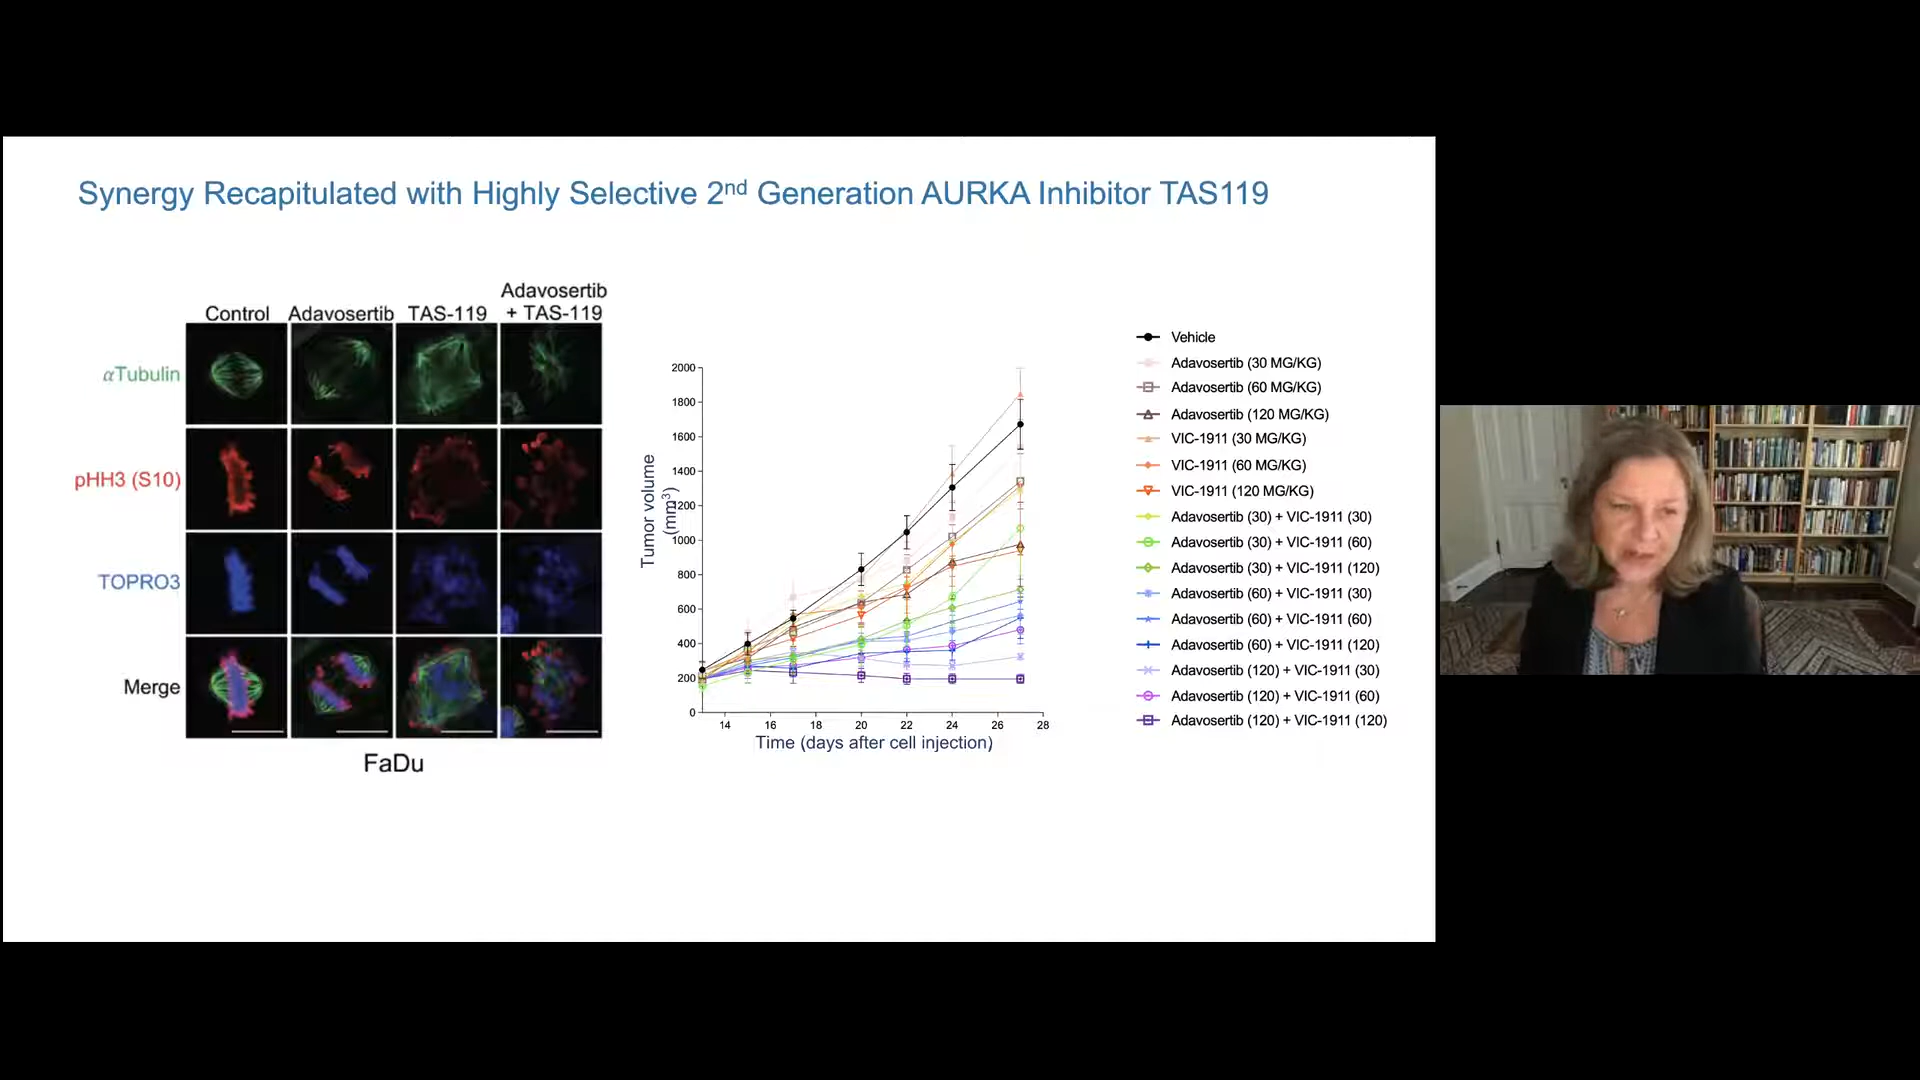 Synergy Recapitulated with Highly Selective 2nd Generation AURKA Inhibitor TAS119
Adavosertib
Control Adavosertib TAS-119 + TAS-119
αTubulin
pHH3 (S10)
TOPRO3
Merge
FaDu
Tumor volume
(mm3)
2000
1800
1600
1400
1200
1000
800
600
400
200
0
14 16 18 20 22 24 26 28
Time (days after cell injection)
Vehicle
Adavosertib (30 MG/KG)
Adavosertib (60 MG/KG)
Adavosertib (120 MG/KG)
VIC-1911 (30 MG/KG)
VIC-1911 (60 MG/KG)
VIC-1911 (120 MG/KG)
Adavosertib (30) + VIC-1911 (30)
Adavosertib (30) + VIC-1911 (60)
Adavosertib (30) + VIC-1911 (120)
Adavosertib (60) + VIC-1911 (30)
Adavosertib (60) + VIC-1911 (60)
Adavosertib (60) + VIC-1911 (120)
Adavosertib (120) + VIC-1911 (30)
Adavosertib (120) + VIC-1911 (60)
Adavosertib (120) + VIC-1911 (120)